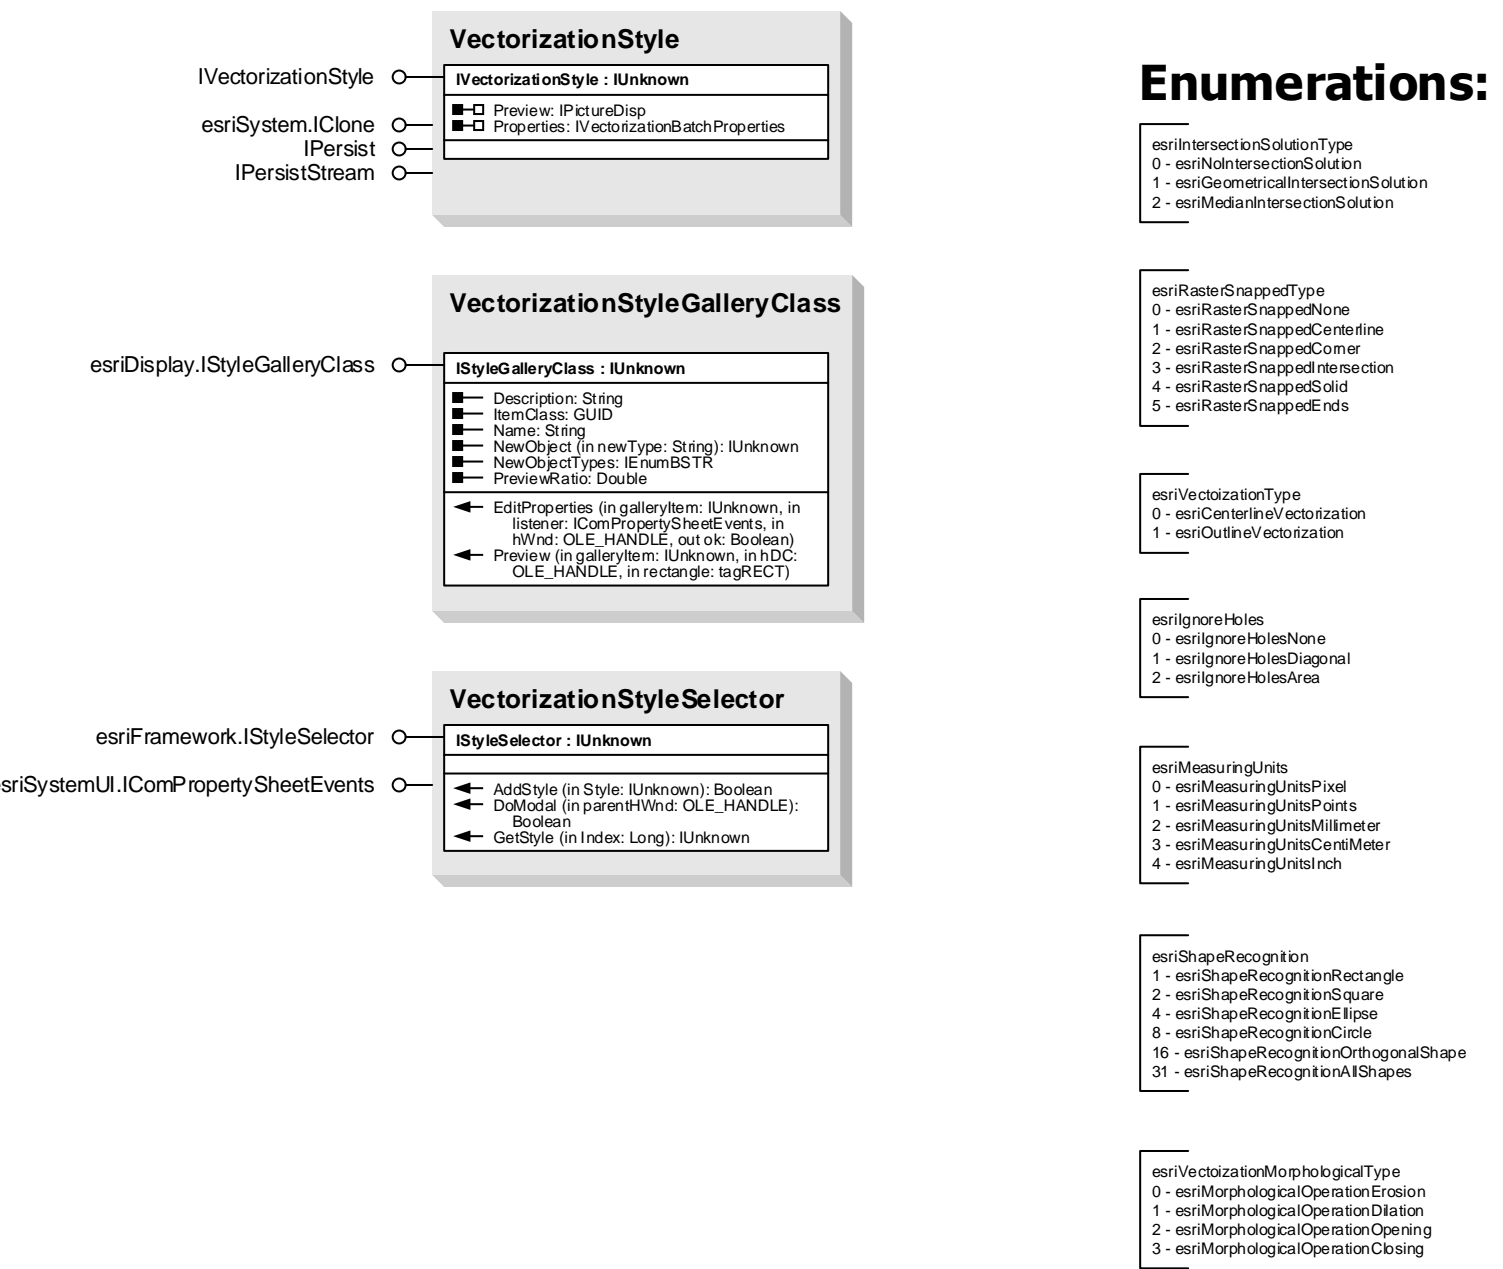 VectorizationStyle
IVectorizationStyle
IVectorizationStyle : IUnknown
Preview: IPictureDisp
Properties: IVectorizationBatchProperties
esriSystem.IClone
IPersist
IPersistStream
VectorizationStyleGalleryClass
esriDisplay.IStyleGalleryClass
IStyleGalleryClass : IUnknown
Description: String
ItemClass: GUID
Name: String
NewObject (in newType: String): IUnknown
NewObjectTypes: IEnumBSTR
PreviewRatio: Double
EditProperties (in galleryItem: IUnknown, in
listener: IComPropertySheetEvents, in
hWnd: OLE_HANDLE, out ok: Boolean)
Preview (in galleryItem: IUnknown, in hDC:
OLE_HANDLE, in rectangle: tagRECT)
VectorizationStyleSelector
esriFramework.IStyleSelector
IStyleSelector : IUnknown
esriSystemUI.IComPropertySheetEvents
AddStyle (in Style: IUnknown): Boolean
DoModal (in parentHWnd: OLE_HANDLE):
Boolean
GetStyle (in Index: Long): IUnknown
Enumerations:
esriIntersectionSolutionType
0 - esriNoIntersectionSolution
1 - esriGeometricalIntersectionSolution
2 - esriMedianIntersectionSolution
esriRasterSnappedType
0 - esriRasterSnappedNone
1 - esriRasterSnappedCenterline
2 - esriRasterSnappedCorner
3 - esriRasterSnappedIntersection
4 - esriRasterSnappedSolid
5 - esriRasterSnappedEnds
esriVectoizationType
0 - esriCenterlineVectorization
1 - esriOutlineVectorization
esriIgnoreHoles
0 - esriIgnoreHolesNone
1 - esriIgnoreHolesDiagonal
2 - esriIgnoreHolesArea
esriMeasuringUnits
0 - esriMeasuringUnitsPixel
1 - esriMeasuringUnitsPoints
2 - esriMeasuringUnitsMillimeter
3 - esriMeasuringUnitsCentiMeter
4 - esriMeasuringUnitsInch
esriShapeRecognition
1 - esriShapeRecognitionRectangle
2 - esriShapeRecognitionSquare
4 - esriShapeRecognitionEllipse
8 - esriShapeRecognitionCircle
16 - esriShapeRecognitionOrthogonalShape
31 - esriShapeRecognitionAllShapes
esriVectoizationMorphologicalType
0 - esriMorphologicalOperationErosion
1 - esriMorphologicalOperationDilation
2 - esriMorphologicalOperationOpening
3 - esriMorphologicalOperationClosing